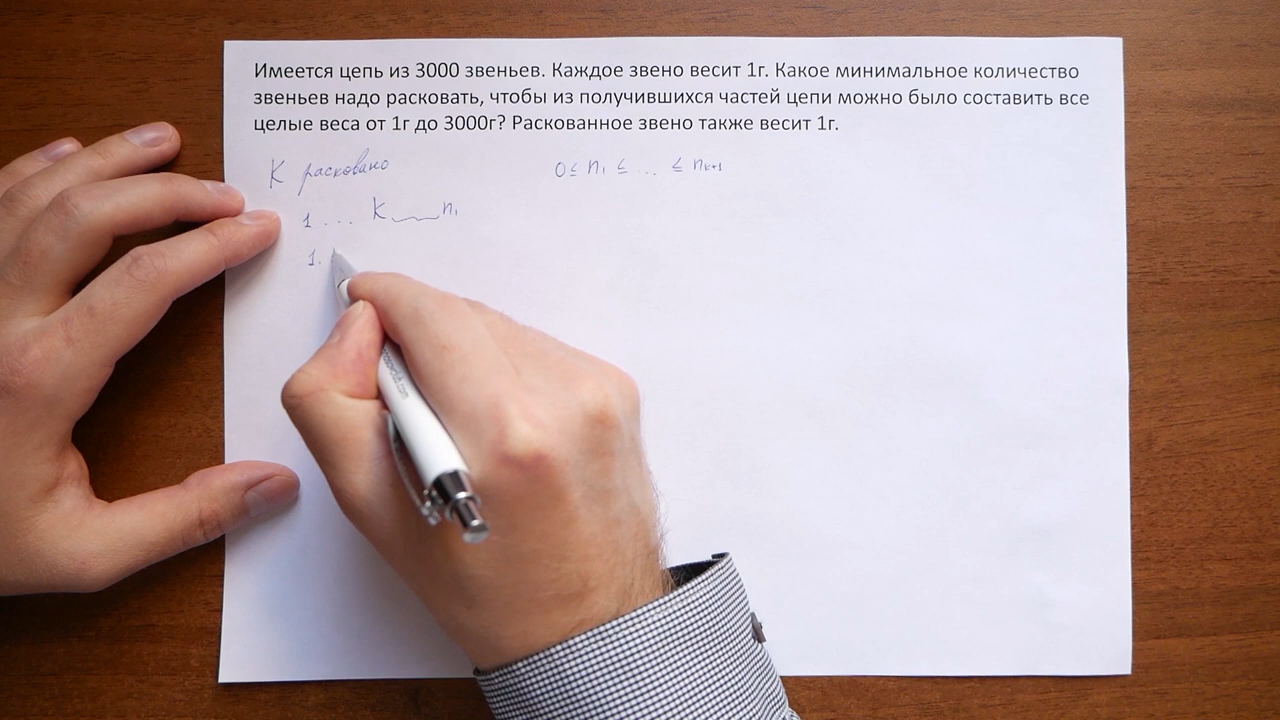 Имеется цепь из 3000 звеньев. Каждое звено весит 1г. Какое минимальное количество
звеньев надо расковать, чтобы из получившихся частей цепи можно было составить все
целые веса от 1г до 3000г? Раскованное звено также весит 1г.
K расковано
0 ≤ n₁ ≤ ... ≤ nₖ₊₁
1 ... K n₁
1.